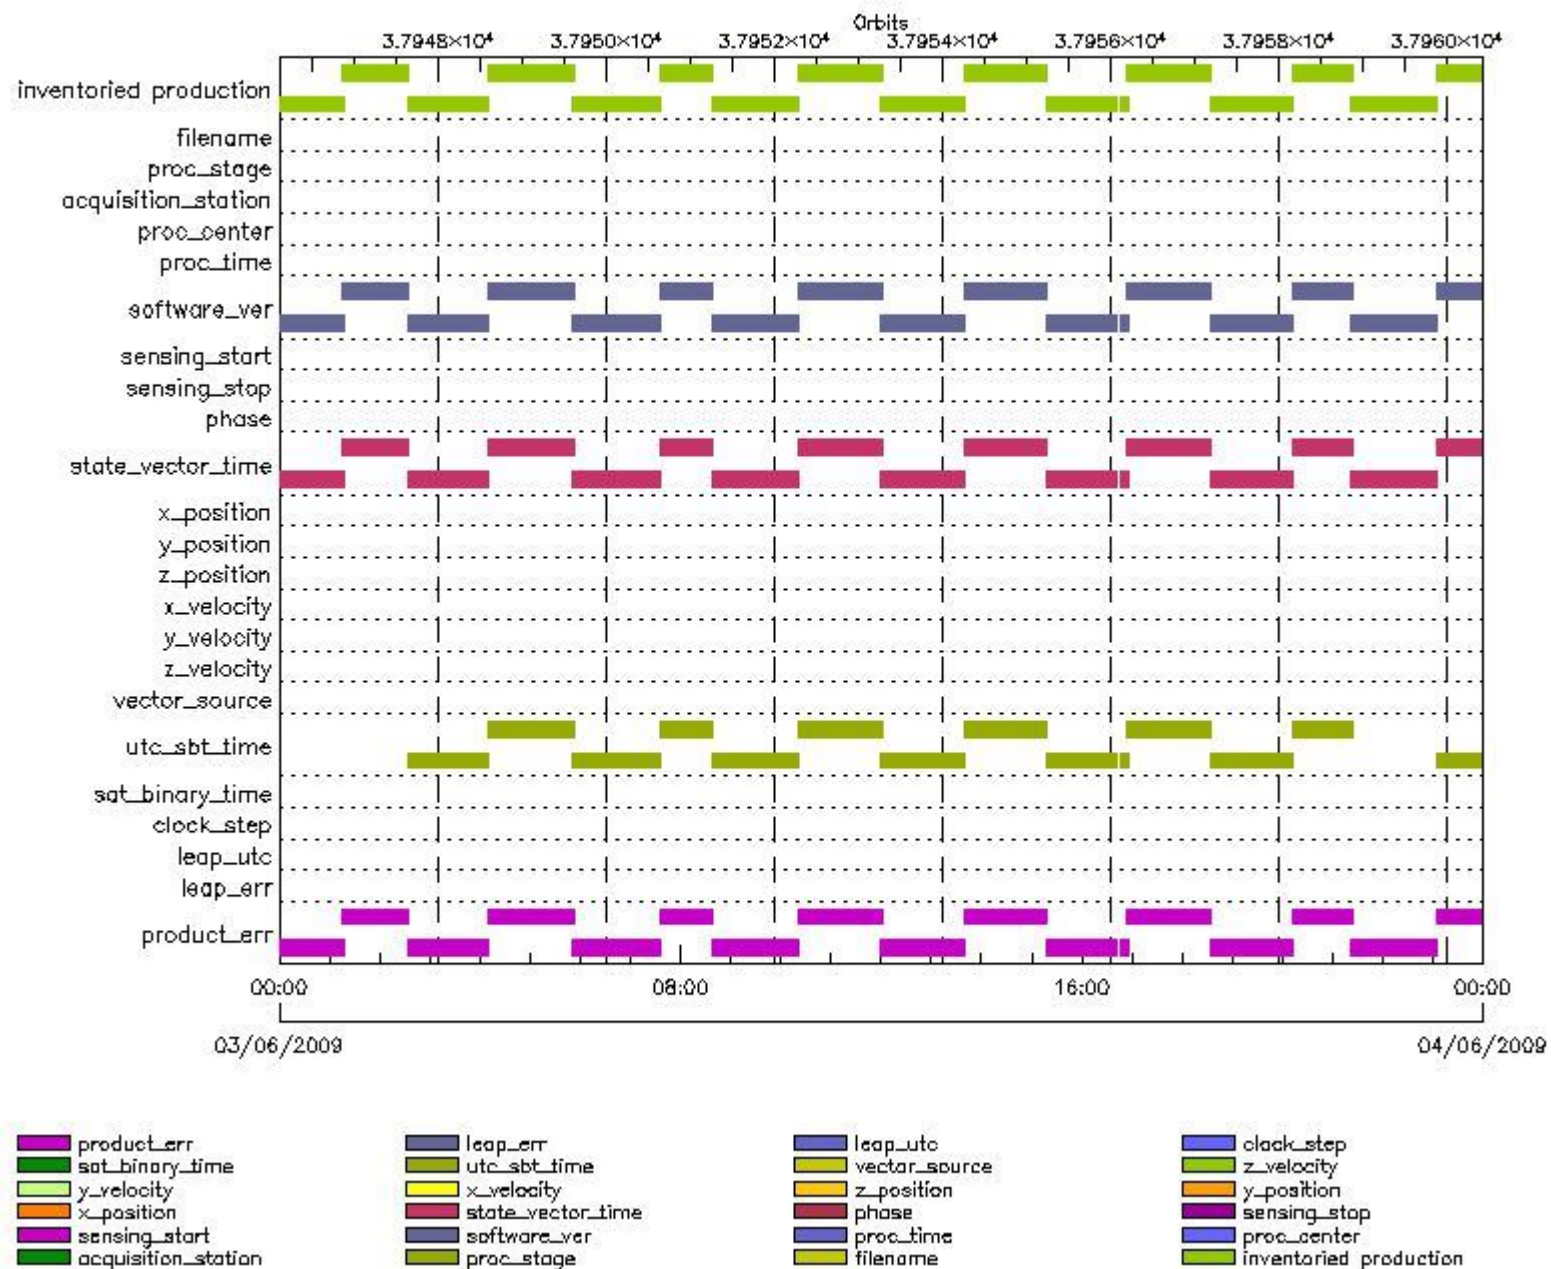 Orbits
3.7948×10⁴ 3.7950×10⁴ 3.7952×10⁴ 3.7954×10⁴ 3.7956×10⁴ 3.7958×10⁴ 3.7960×10⁴
inventoried production
filename
proc_stage
acquisition_station
proc_center
proc_time
software_ver
sensing_start
sensing_stop
phase
state_vector_time
x_position
y_position
z_position
x_velocity
y_velocity
z_velocity
vector_source
utc_sbt_time
sat_binary_time
clock_step
leap_utc
leap_err
product_err
00:00 08:00 16:00 00:00
03/06/2009 04/06/2009
product_err leap_err leap_utc clock_step
sat_binary_time utc_sbt_time vector_source z_velocity
y_velocity x_velocity z_position y_position
x_position state_vector_time phase sensing_stop
sensing_start software_ver proc_time proc_center
acquisition_station proc_stage filename inventoried production